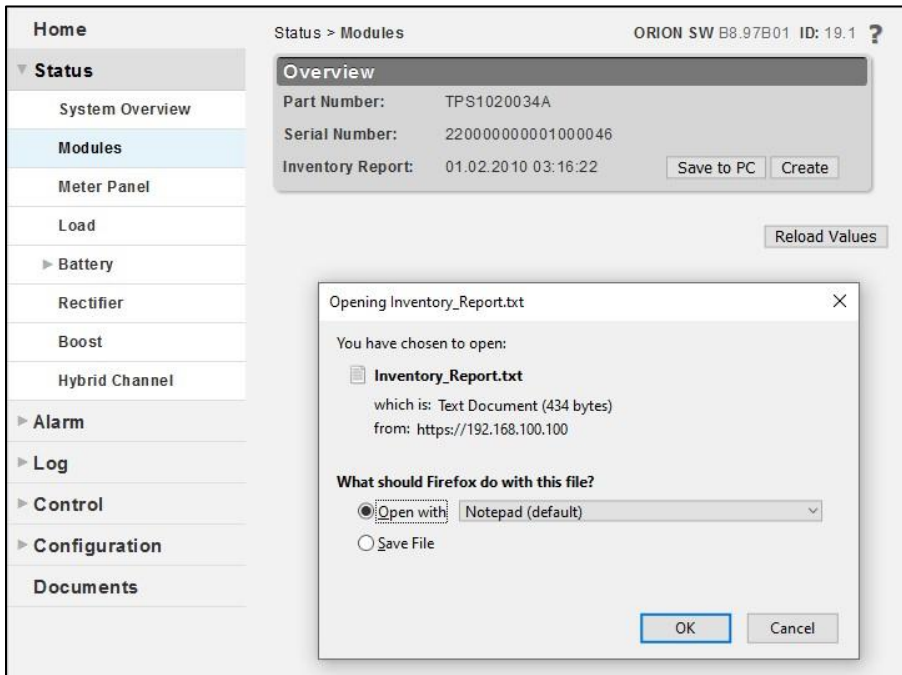 Home
Status
System Overview
Modules
Meter Panel
Load
Battery
Rectifier
Boost
Hybrid Channel
Alarm
Log
Control
Configuration
Documents
Status > Modules
ORION SW B8.97B01 ID: 19.1 ?
Overview
Part Number: TPS1020034A
Serial Number: 220000000001000046
Inventory Report: 01.02.2010 03:16:22 Save to PC Create
Reload Values
Opening Inventory_Report.txt
You have chosen to open:
Inventory_Report.txt
which is: Text Document (434 bytes)
from: https://192.168.100.100
What should Firefox do with this file?
Open with Notepad (default)
Save File
OK Cancel